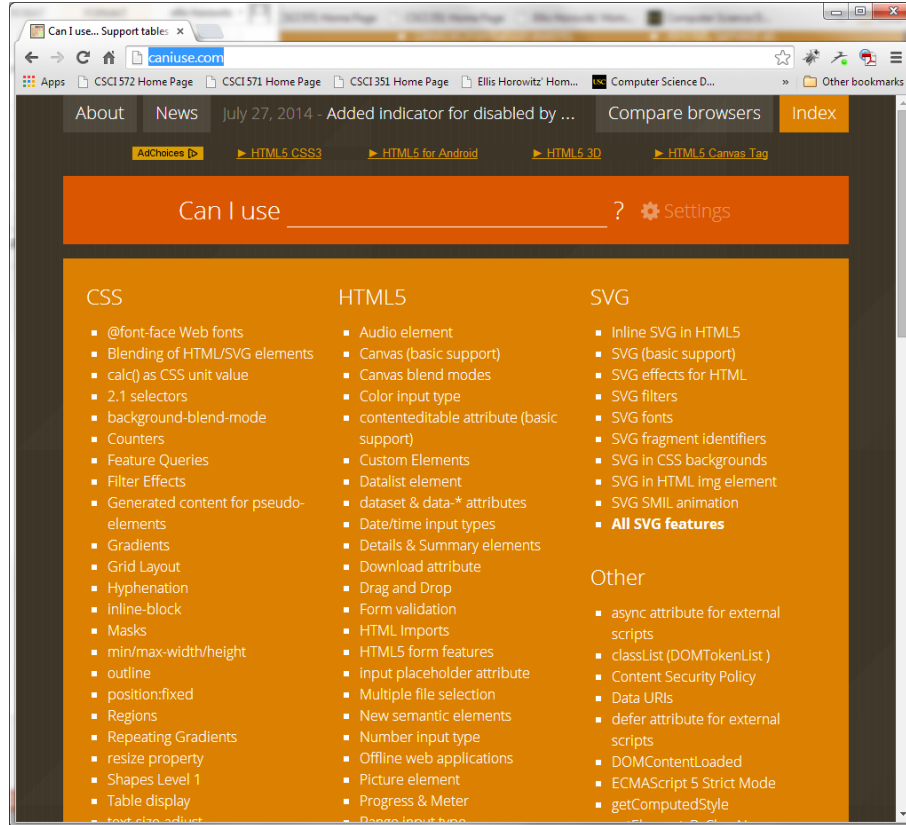 Can I use... Support tables ×
caniuse.com
Apps CSCI 572 Home Page CSCI 571 Home Page CSCI 351 Home Page Ellis Horowitz' Hom... USC Computer Science D... » Other bookmarks
About News July 27, 2014 - Added indicator for disabled by ... Compare browsers Index
AdChoices ► HTML5 CSS3 ► HTML5 for Android ► HTML5 3D ► HTML5 Canvas Tag
Can I use ? Settings
CSS
@font-face Web fonts
Blending of HTML/SVG elements
calc() as CSS unit value
2.1 selectors
background-blend-mode
Counters
Feature Queries
Filter Effects
Generated content for pseudo-
elements
Gradients
Grid Layout
Hyphenation
inline-block
Masks
min/max-width/height
outline
position:fixed
Regions
Repeating Gradients
resize property
Shapes Level 1
Table display
text-size-adjust
HTML5
Audio element
Canvas (basic support)
Canvas blend modes
Color input type
contenteditable attribute (basic
support)
Custom Elements
Datalist element
dataset & data-* attributes
Date/time input types
Details & Summary elements
Download attribute
Drag and Drop
Form validation
HTML Imports
HTML5 form features
input placeholder attribute
Multiple file selection
New semantic elements
Number input type
Offline web applications
Picture element
Progress & Meter
Range input type
SVG
Inline SVG in HTML5
SVG (basic support)
SVG effects for HTML
SVG filters
SVG fonts
SVG fragment identifiers
SVG in CSS backgrounds
SVG in HTML img element
SVG SMIL animation
All SVG features
Other
async attribute for external
scripts
classList (DOMTokenList )
Content Security Policy
Data URIs
defer attribute for external
scripts
DOMContentLoaded
ECMAScript 5 Strict Mode
getComputedStyle